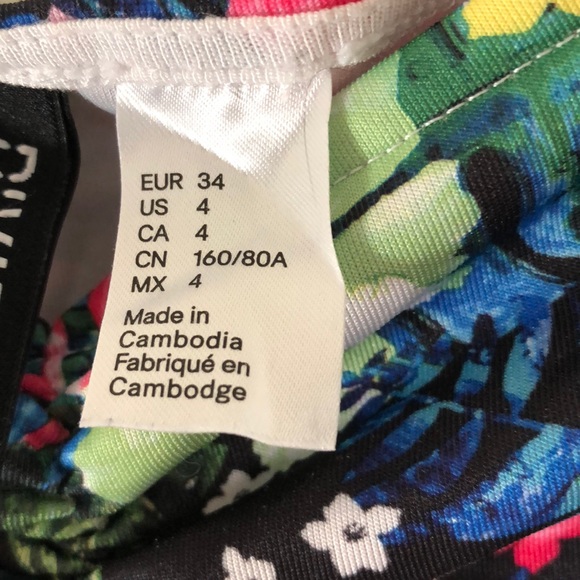 EUR 34
US 4
CA 4
CN 160/80A
MX 4
Made in
Cambodia
Fabriqué en
Cambodge